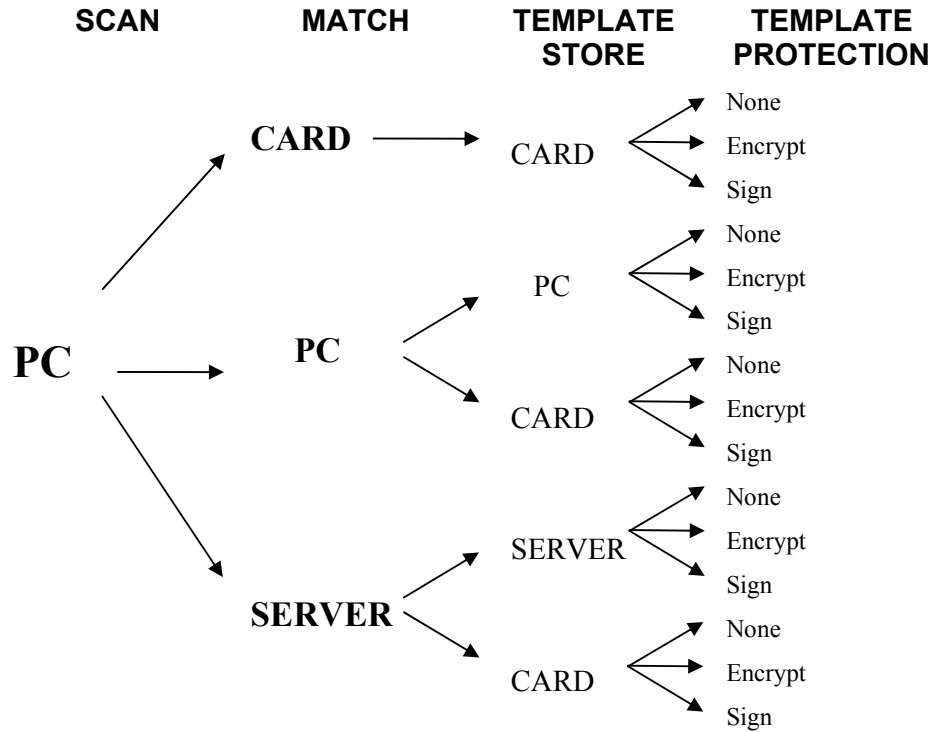 SCAN
MATCH
TEMPLATE
STORE
TEMPLATE
PROTECTION
PC
CARD
CARD
None
Encrypt
Sign
PC
PC
None
Encrypt
Sign
CARD
None
Encrypt
Sign
SERVER
SERVER
None
Encrypt
Sign
CARD
None
Encrypt
Sign